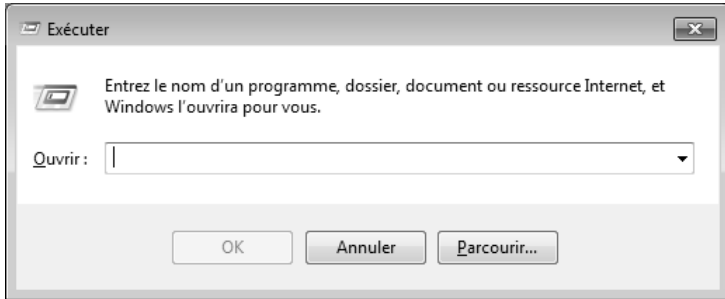 Exécuter
Entrez le nom d'un programme, dossier, document ou ressource Internet, et
Windows l'ouvrira pour vous.
Ouvrir :
OK Annuler Parcourir...